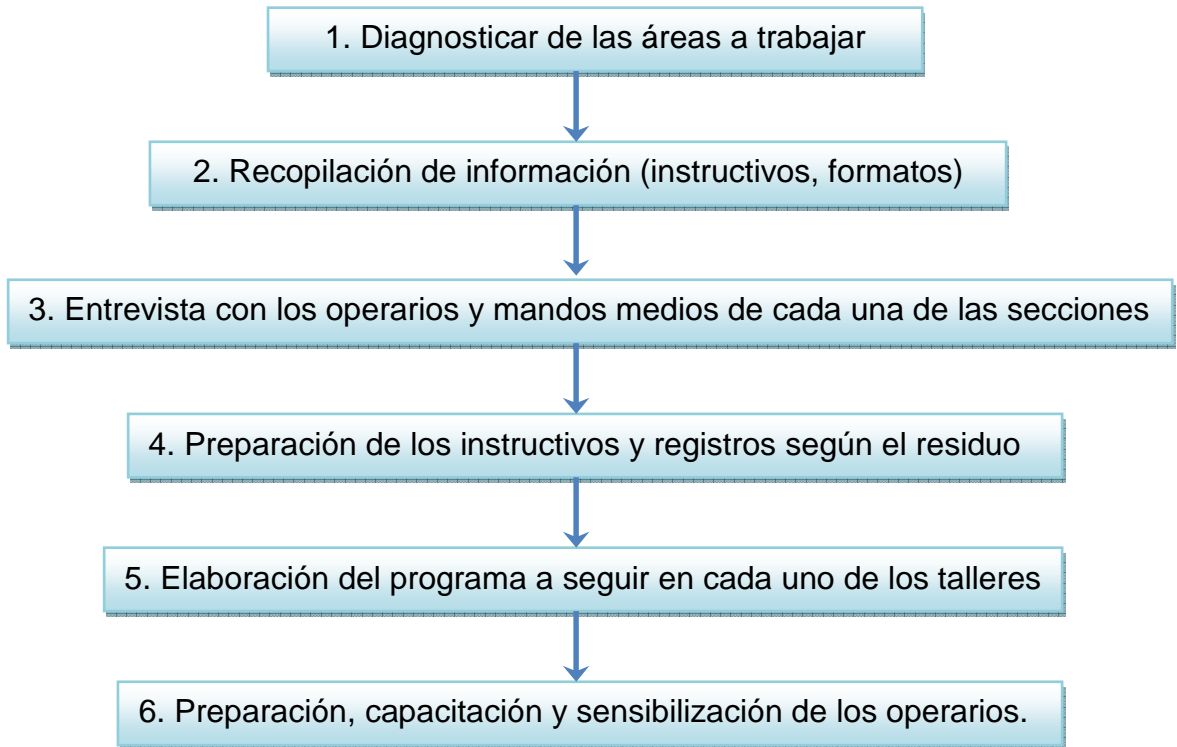 1. Diagnosticar de las áreas a trabajar
2. Recopilación de información (instructivos, formatos)
3. Entrevista con los operarios y mandos medios de cada una de las secciones
4. Preparación de los instructivos y registros según el residuo
5. Elaboración del programa a seguir en cada uno de los talleres
6. Preparación, capacitación y sensibilización de los operarios.